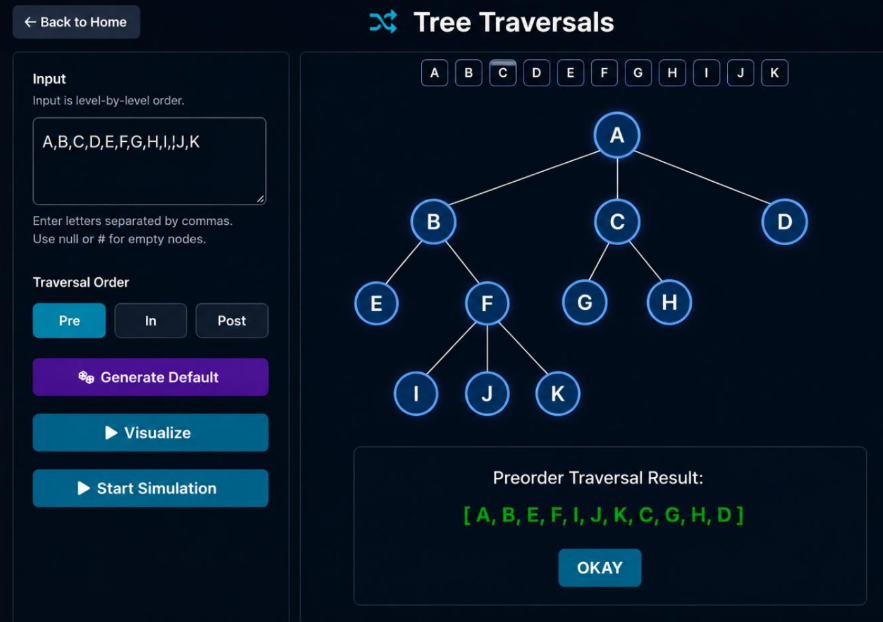 ← Back to Home
Tree Traversals
Input
Input is level-by-level order.
A,B,C,D,E,F,G,H,I,¦J,K
Enter letters separated by commas.
Use null or # for empty nodes.
Traversal Order
Pre In Post
Generate Default
Visualize
Start Simulation
A B C D E F G H I J K
A
B C D
E F G H
I J K
Preorder Traversal Result:
[ A, B, E, F, I, J, K, C, G, H, D ]
OKAY